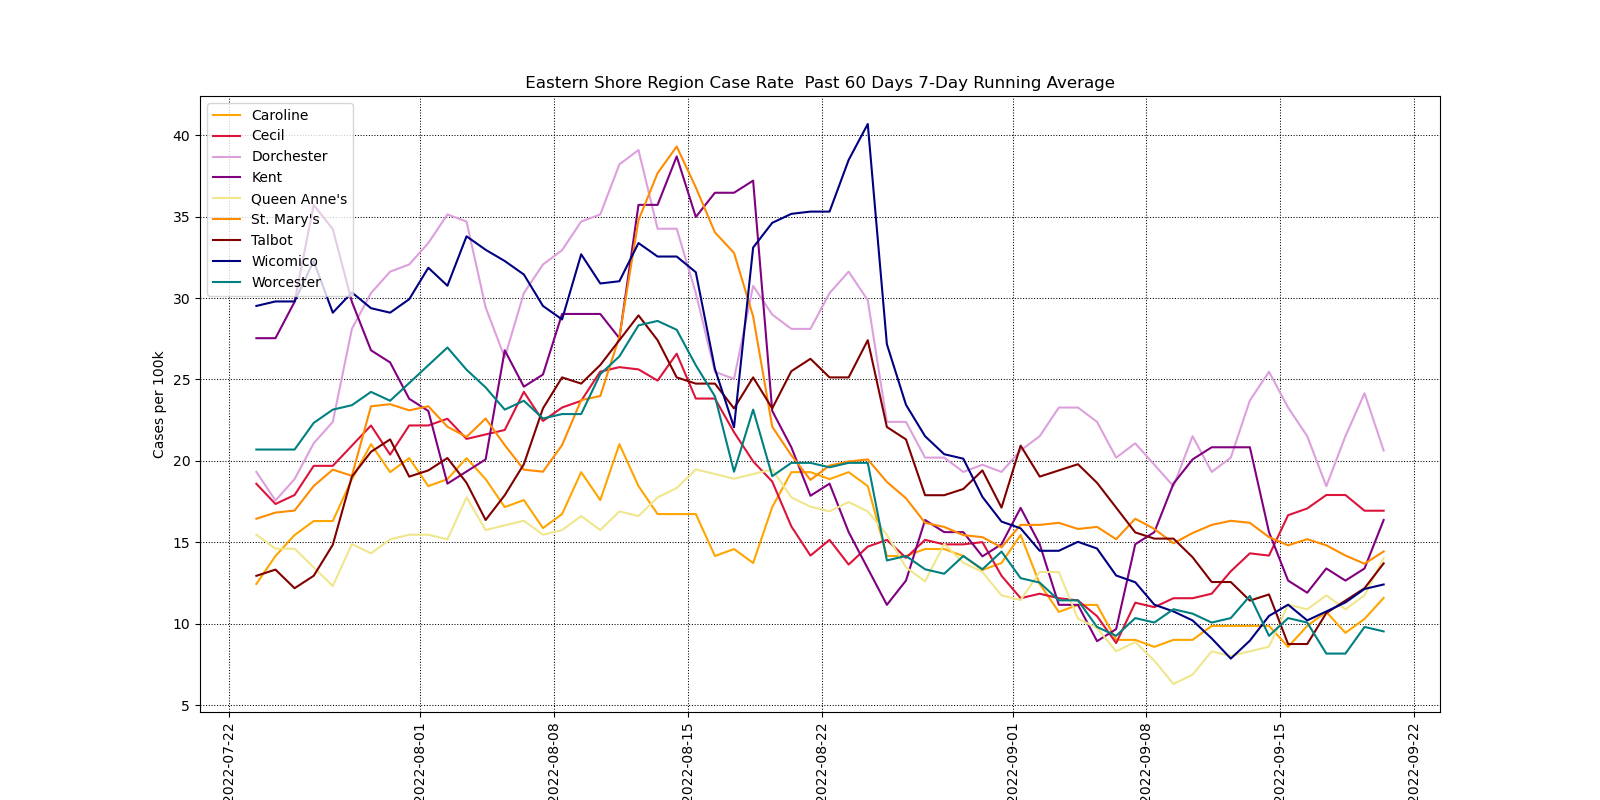 Eastern Shore Region Case Rate  Past 60 Days 7-Day Running Average
Caroline
Cecil
Dorchester
Kent
Queen Anne's
St. Mary's
Talbot
Wicomico
Worcester
Cases per 100k
40
35
30
25
20
15
10
5
2022-07-22
2022-08-01
2022-08-08
2022-08-15
2022-08-22
2022-09-01
2022-09-08
2022-09-15
2022-09-22